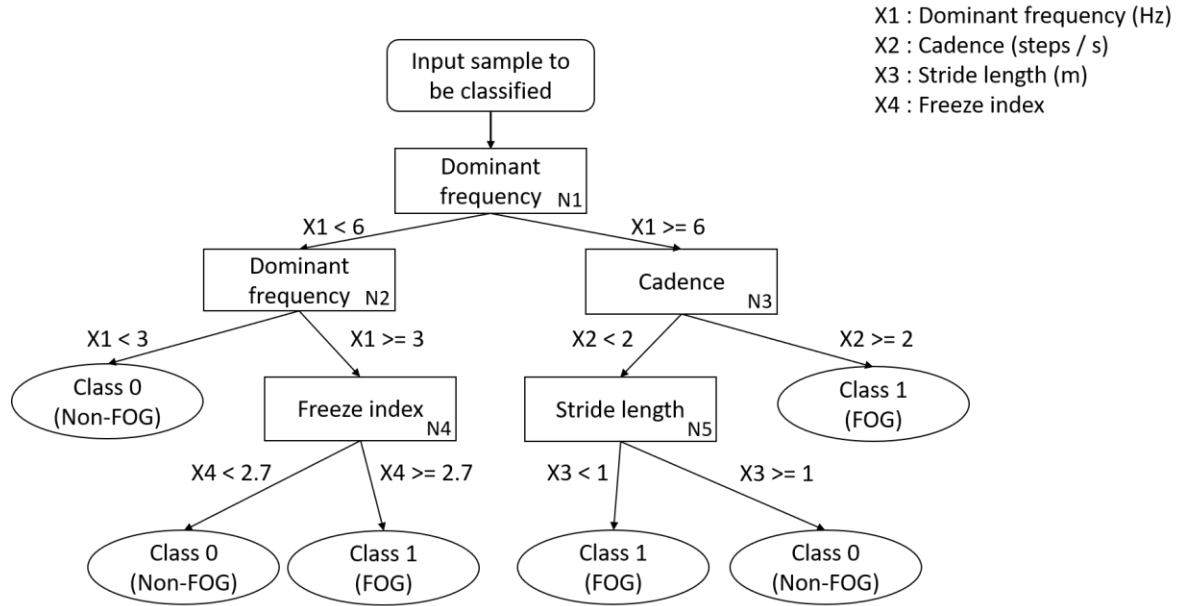 X1 : Dominant frequency (Hz)
X2 : Cadence (steps / s)
X3 : Stride length (m)
X4 : Freeze index
Input sample to
be classified
Dominant
frequency N1
X1 < 6
X1 >= 6
Dominant
frequency N2
Cadence
N3
X1 < 3
X1 >= 3
X2 < 2
X2 >= 2
Class 0
(Non-FOG)
Freeze index
N4
Stride length
N5
Class 1
(FOG)
X4 < 2.7
X4 >= 2.7
X3 < 1
X3 >= 1
Class 0
(Non-FOG)
Class 1
(FOG)
Class 1
(FOG)
Class 0
(Non-FOG)